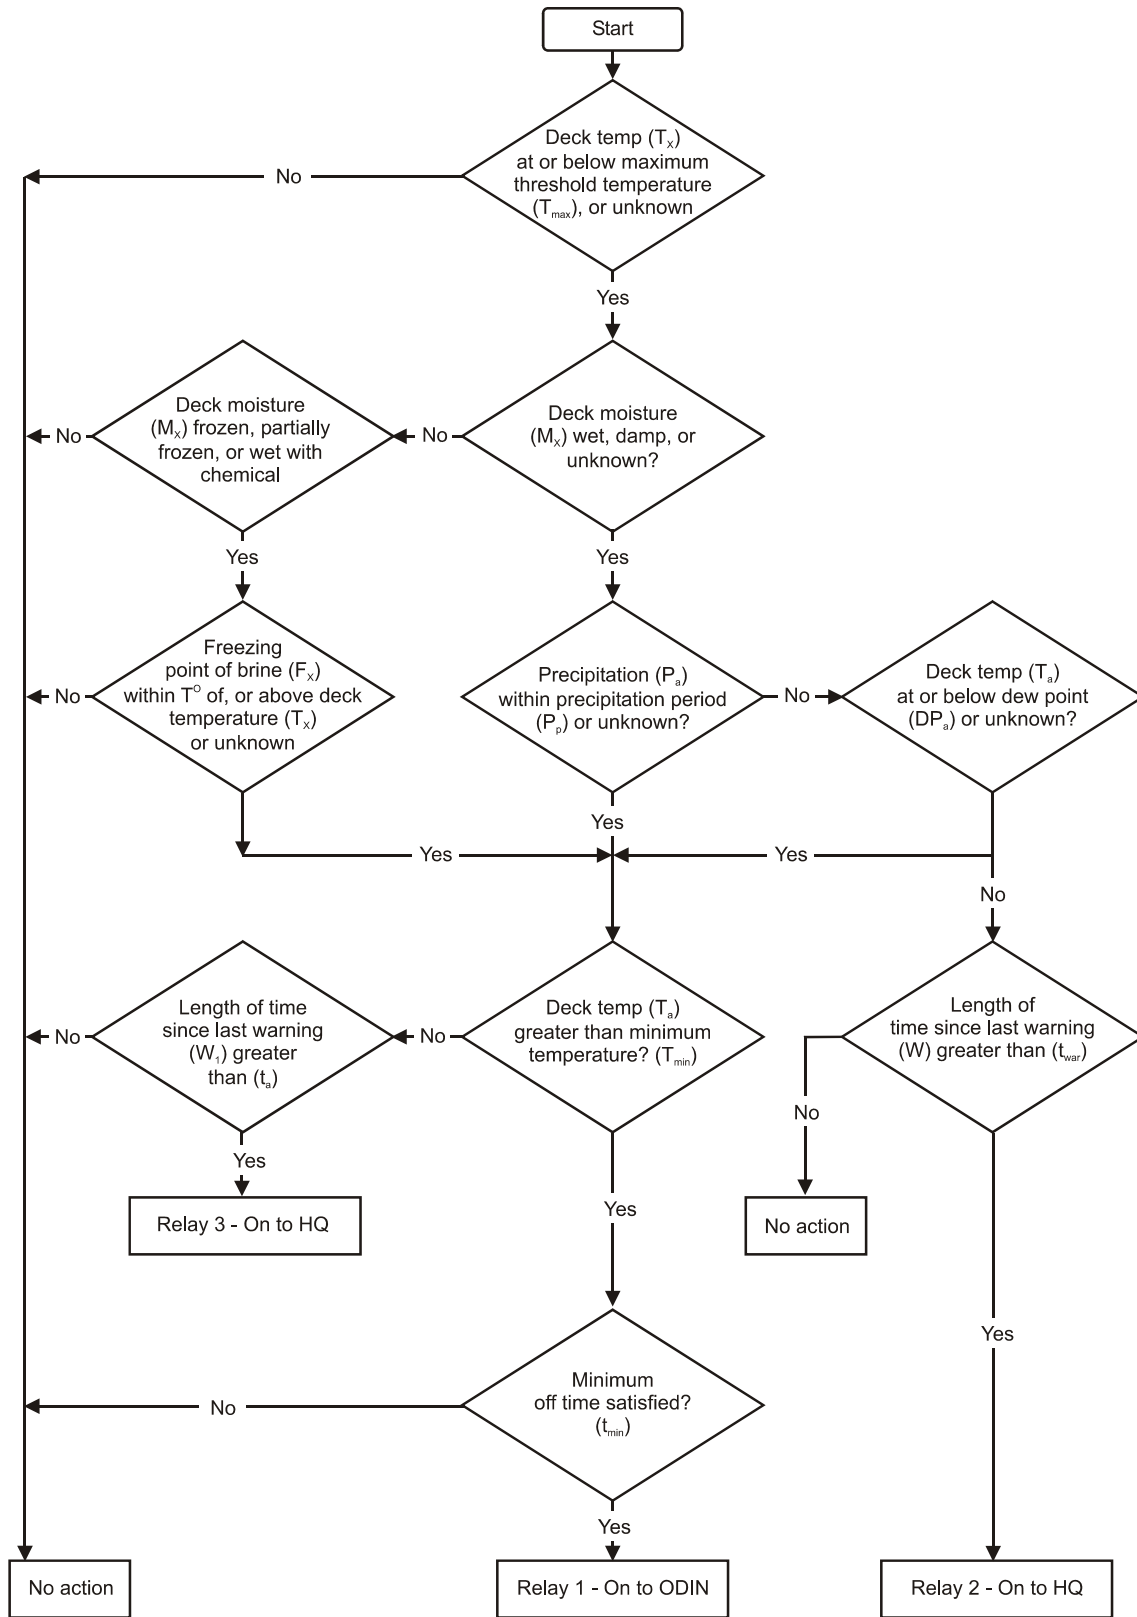 Start
Deck temp (Tx)
at or below maximum
threshold temperature
(Tmax), or unknown
No
Yes
Deck moisture
(Mx) frozen, partially
frozen, or wet with
chemical
No
No
Deck moisture
(Mx) wet, damp, or
unknown?
Yes
Yes
Freezing
point of brine (Fx)
within T° of, or above deck
temperature (Tx)
or unknown
No
Precipitation (Pa)
within precipitation period
(Pp) or unknown?
No
Deck temp (Ta)
at or below dew point
(DPa) or unknown?
Yes
Yes
Yes
No
Length of time
since last warning
(W1) greater
than (ta)
No
No
Deck temp (Ta)
greater than minimum
temperature? (Tmin)
Length of
time since last warning
(W) greater than (twar)
No
Yes
Relay 3 - On to HQ
Yes
No action
Yes
Minimum
off time satisfied?
(tmin)
No
Yes
No action
Relay 1 - On to ODIN
Relay 2 - On to HQ